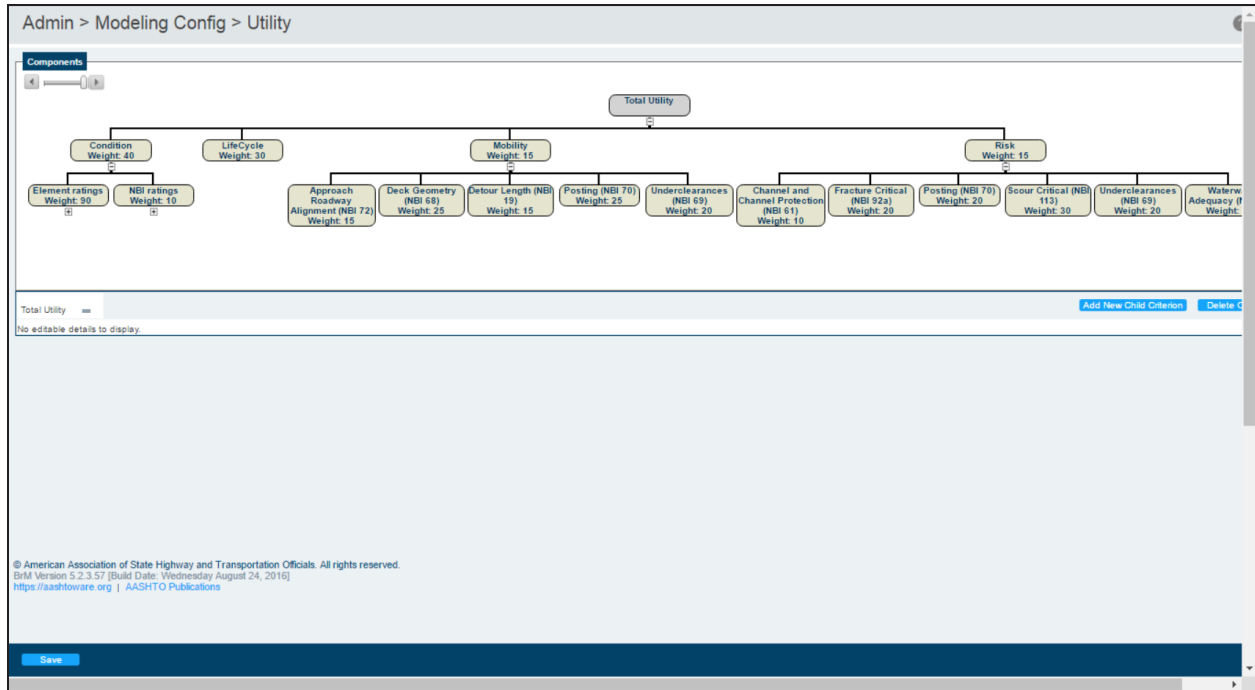 Admin > Modeling Config > Utility
Components
Total Utility
Condition
Weight: 40
LifeCycle
Weight: 30
Mobility
Weight: 15
Risk
Weight: 15
Element ratings
Weight: 90
NBI ratings
Weight: 10
Approach
Roadway
Alignment (NBI 72)
Weight: 15
Deck Geometry
(NBI 68)
Weight: 25
Detour Length (NBI
19)
Weight: 15
Posting (NBI 70)
Weight: 25
Underclearances
(NBI 69)
Weight: 20
Channel and
Channel Protection
(NBI 61)
Weight: 10
Fracture Critical
(NBI 92a)
Weight: 20
Posting (NBI 70)
Weight: 20
Scour Critical (NBI
113)
Weight: 30
Underclearances
(NBI 69)
Weight: 20
Adequacy
Weight:
Total Utility
Add New Child Criterion
Delete
No editable details to display.
© American Association of State Highway and Transportation Officials. All rights reserved.
BrM Version 5.2.3.57 [Build Date: Wednesday August 24, 2016]
https://aashtoware.org | AASHTO Publications
Save